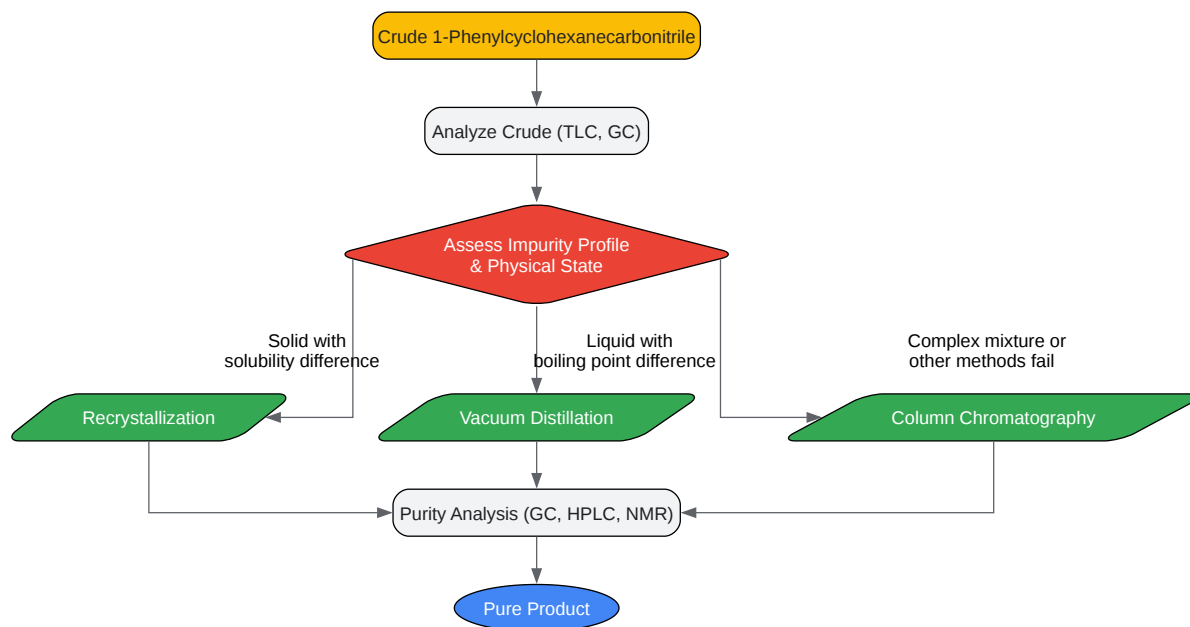 Crude 1-Phenylcyclohexanecarbonitrile
Analyze Crude (TLC, GC)
Assess Impurity Profile
& Physical State
Solid with
solubility difference
Liquid with
boiling point difference
Complex mixture or
other methods fail
Recrystallization
Vacuum Distillation
Column Chromatography
Purity Analysis (GC, HPLC, NMR)
Pure Product